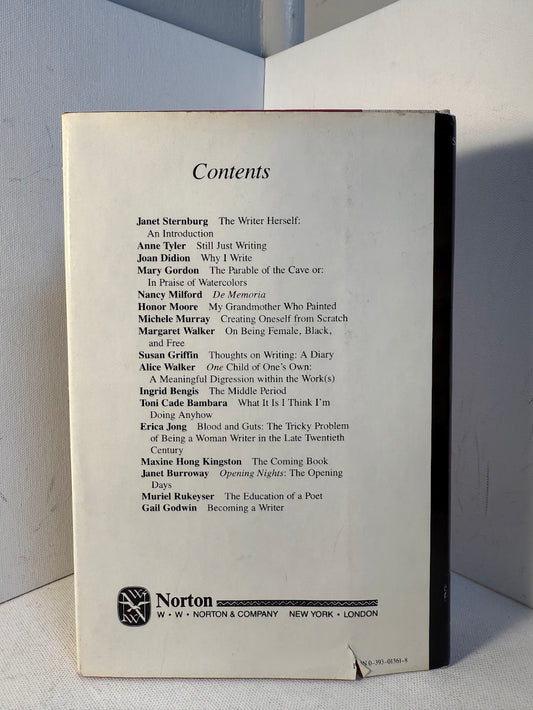 Contents
Janet Sternburg The Writer Herself:
An Introduction
Anne Tyler Still Just Writing
Joan Didion Why I Write
Mary Gordon The Parable of the Cave or:
In Praise of Watercolors
Nancy Milford De Memoria
Honor Moore My Grandmother Who Painted
Michele Murray Creating Oneself from Scratch
Margaret Walker On Being Female, Black,
and Free
Susan Griffin Thoughts on Writing: A Diary
Alice Walker One Child of One's Own:
A Meaningful Digression within the Work(s)
Ingrid Bengis The Middle Period
Toni Cade Bambara What It Is I Think I'm
Doing Anyhow
Erica Jong Blood and Guts: The Tricky Problem
of Being a Woman Writer in the Late Twentieth
Century
Maxine Hong Kingston The Coming Book
Janet Burroway Opening Nights: The Opening
Days
Muriel Rukeyser The Education of a Poet
Gail Godwin Becoming a Writer
Norton
W • W • NORTON & COMPANY NEW YORK • LONDON
0-393-01361-8